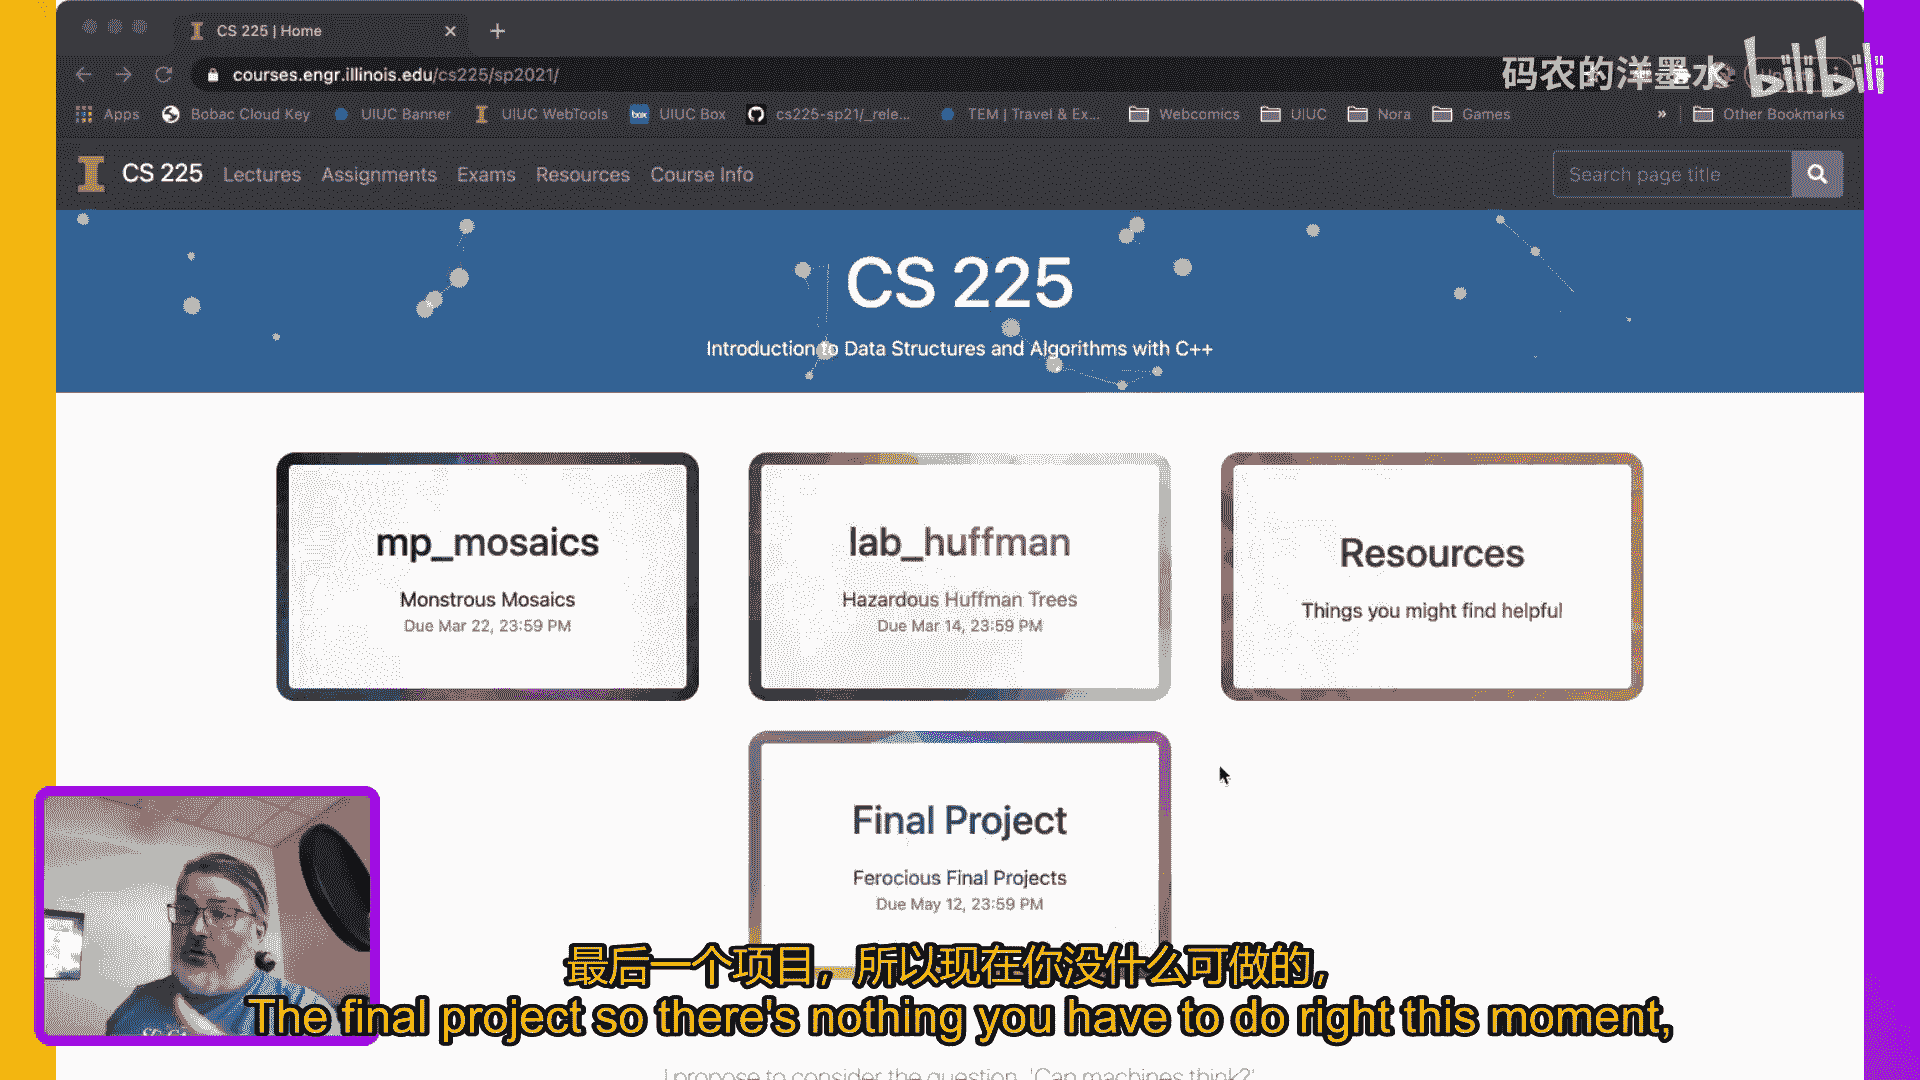 CS 225 | Home
courses.engr.illinois.edu/cs225/sp2021/
码农的洋墨水 bilibili
Apps Bobac Cloud Key UIUC Banner UIUC WebTools box UIUC Box cs225-sp21/_rele... TEM | Travel & Ex... Webcomics UIUC Nora Games » Other Bookmarks
CS 225 Lectures Assignments Exams Resources Course Info Search page title
CS 225
Introduction to Data Structures and Algorithms with C++
mp_mosaics
Monstrous Mosaics
Due Mar 22, 23:59 PM
lab_huffman
Hazardous Huffman Trees
Due Mar 14, 23:59 PM
Resources
Things you might find helpful
Final Project
Ferocious Final Projects
Due May 12, 23:59 PM
最后一个项目，所以现在你没什么可做的，
The final project so there's nothing you have to do right this moment,
I propose to consider the question, 'Can machines think?'